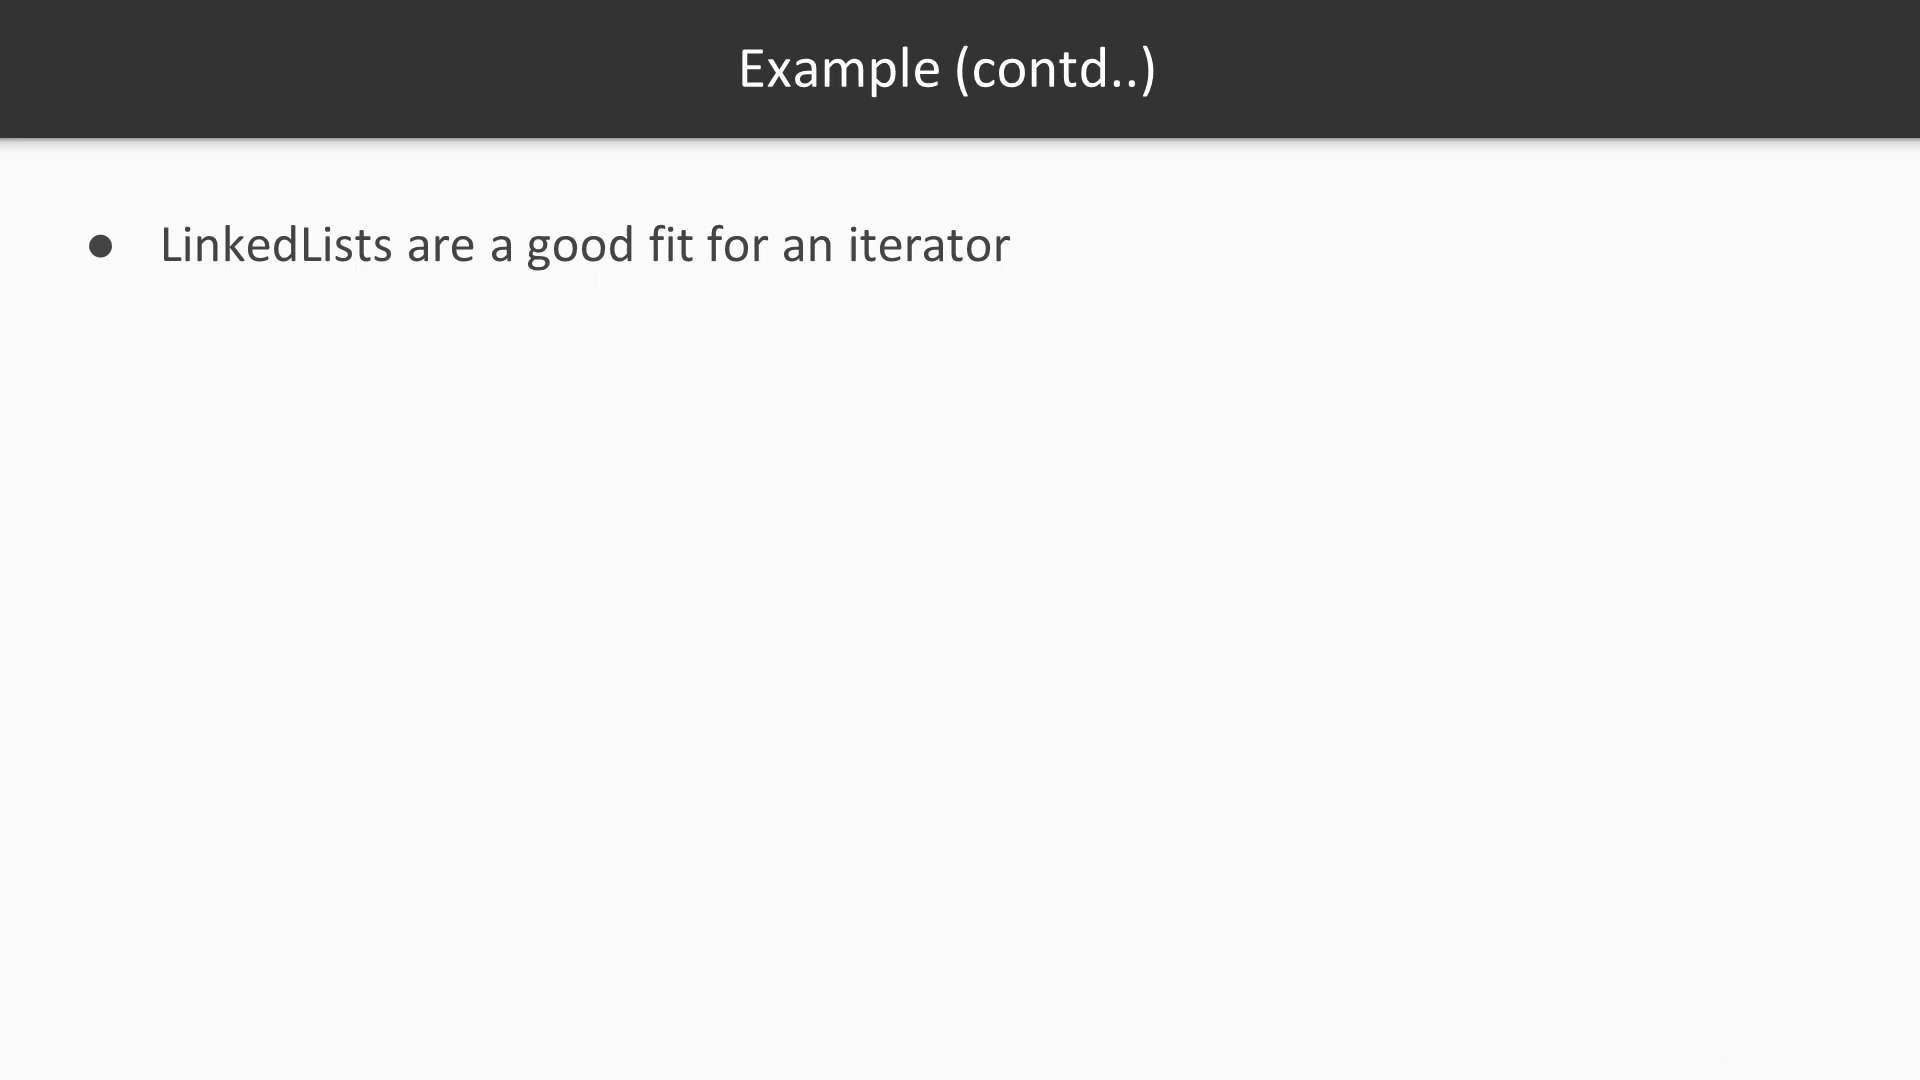 Example (contd..)
● LinkedLists are a good fit for an iterator